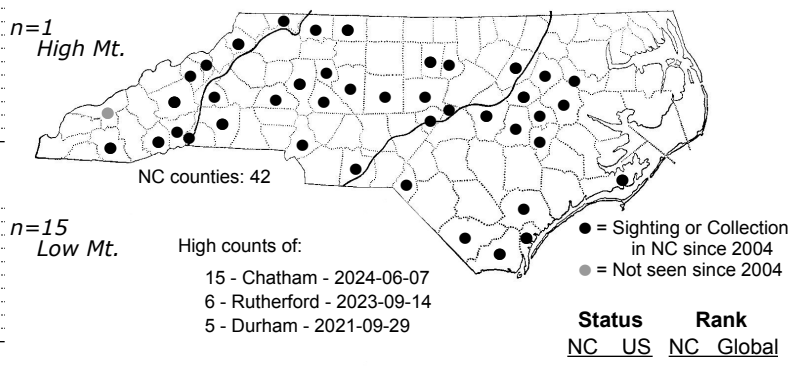 n=1
High Mt.
NC counties: 42
n=15
Low Mt.
High counts of:
15 - Chatham - 2024-06-07
6 - Rutherford - 2023-09-14
5 - Durham - 2021-09-29
= Sighting or Collection
in NC since 2004
= Not seen since 2004
Status Rank
NC US NC Global